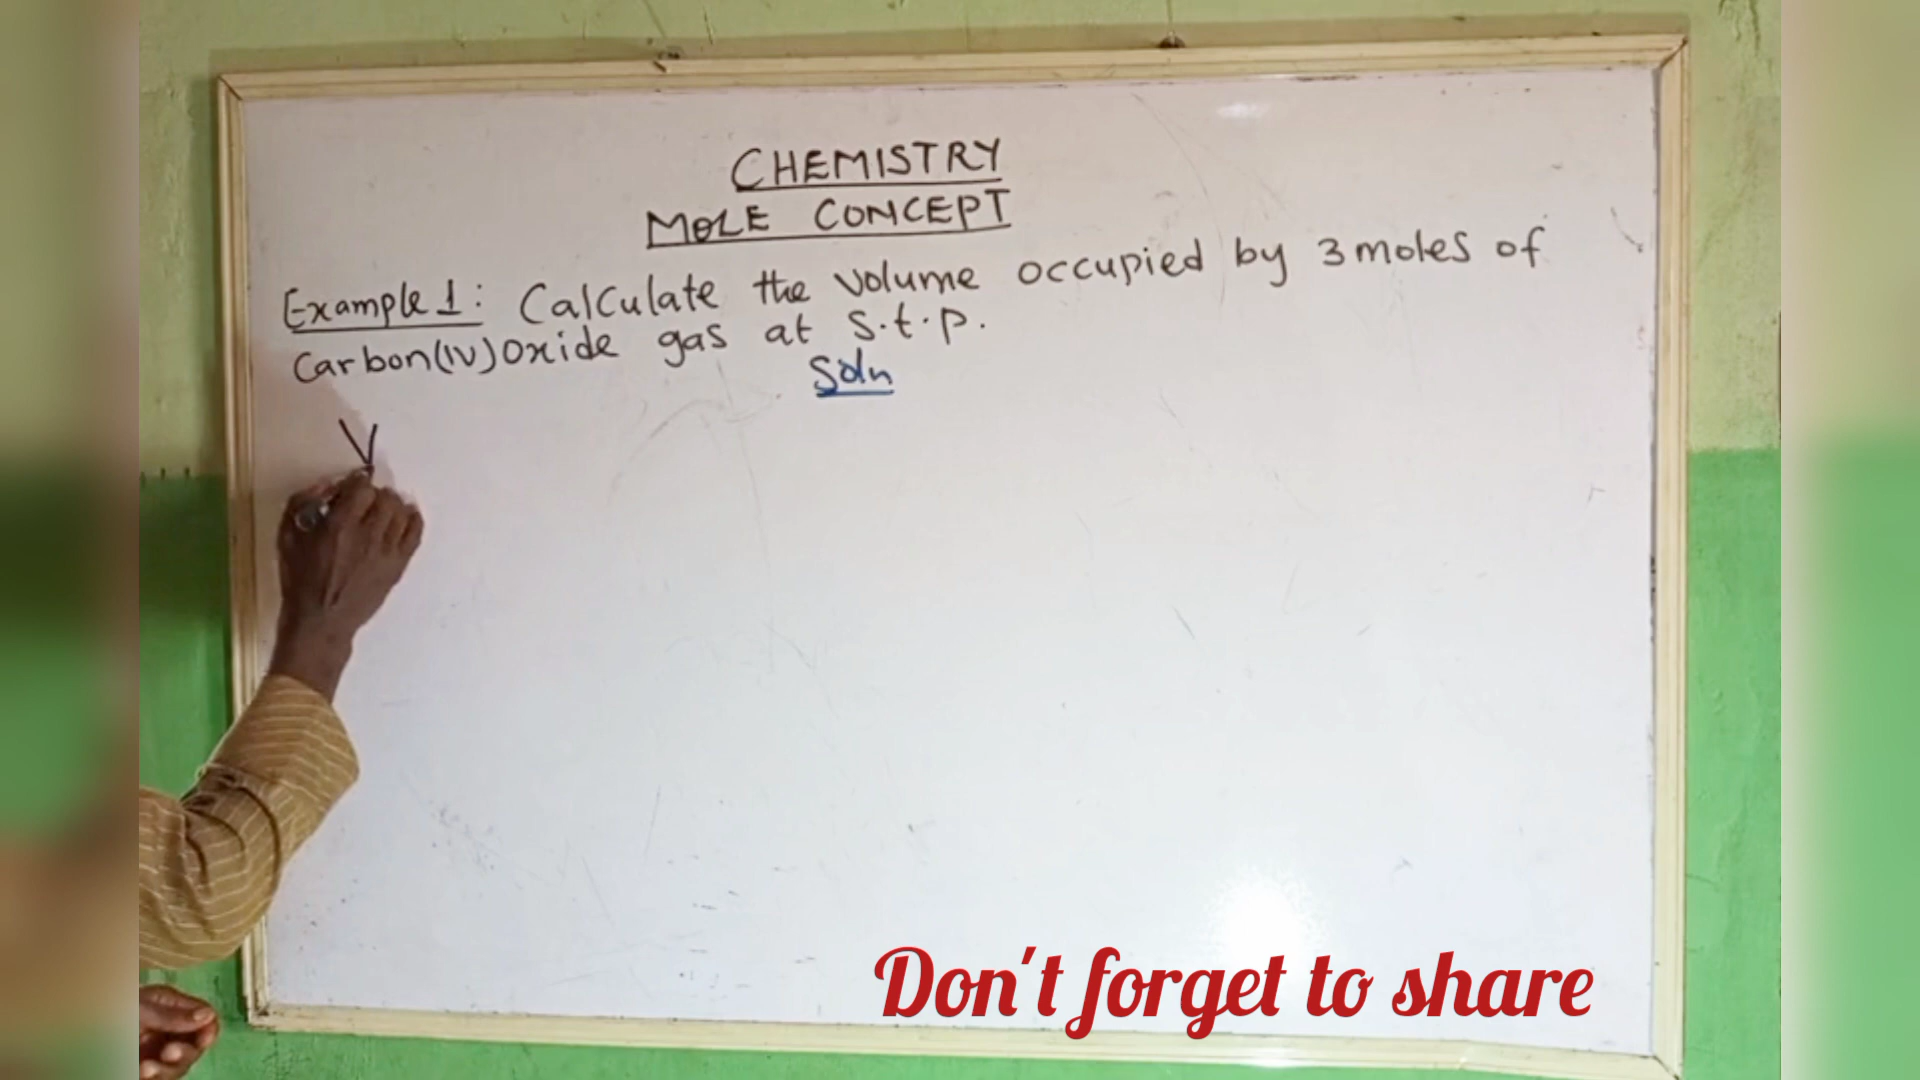 CHEMISTRY
MOLE CONCEPT
Example 1: Calculate the volume occupied by 3 moles of
Carbon(IV)Oxide gas at s.t.p.
Soln
V
Don't forget to share